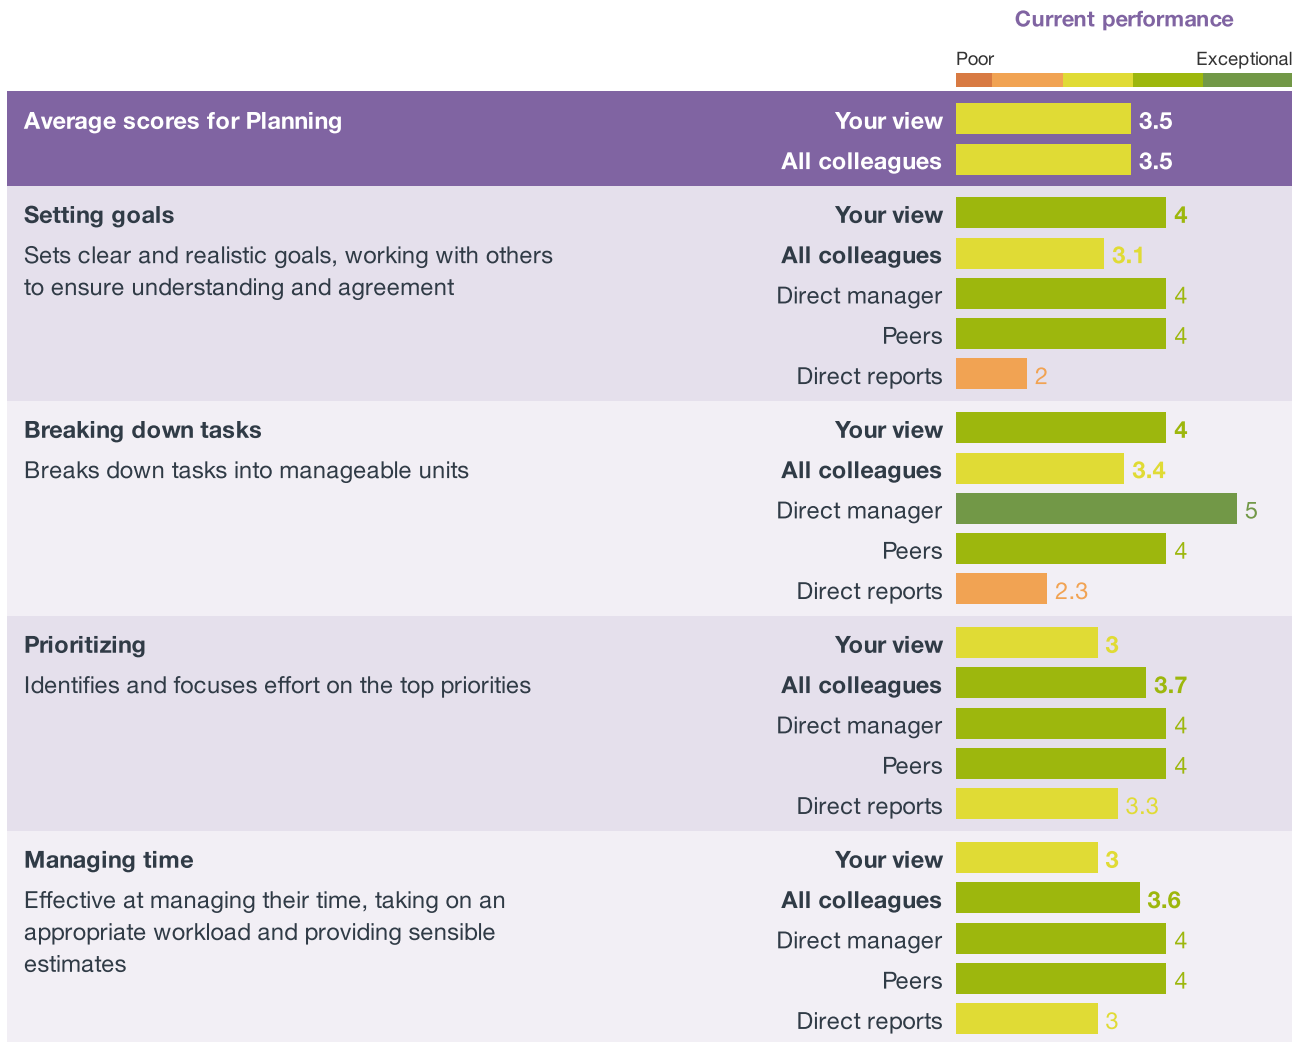 Current performance
Poor Exceptional
Average scores for Planning Your view 3.5
All colleagues 3.5
Setting goals Your view 4
Sets clear and realistic goals, working with others All colleagues 3.1
to ensure understanding and agreement
Direct manager 4
Peers 4
Direct reports 2
Breaking down tasks Your view 4
Breaks down tasks into manageable units All colleagues 3.4
Direct manager 5
Peers 4
Direct reports 2.3
Prioritizing Your view 3
Identifies and focuses effort on the top priorities All colleagues 3.7
Direct manager 4
Peers 4
Direct reports 3.3
Managing time Your view 3
Effective at managing their time, taking on an All colleagues 3.6
appropriate workload and providing sensible
Direct manager 4
estimates
Peers 4
Direct reports 3